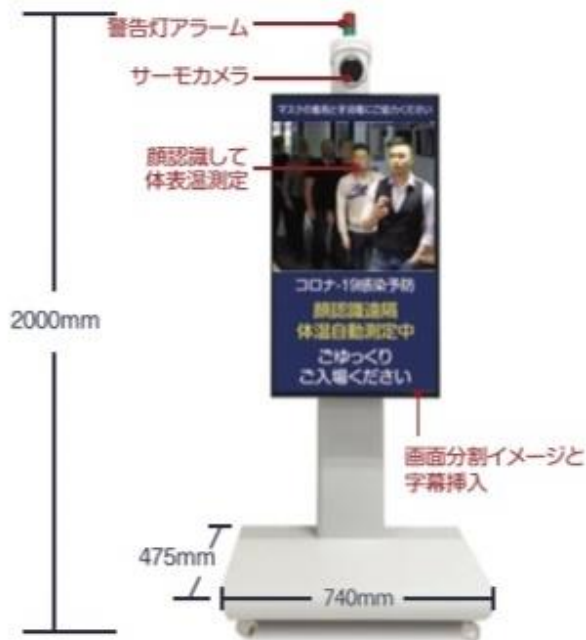 警告灯アラーム
サーモカメラ
マスクの着用と手消毒にご協力ください
顔認識して
体表温測定
コロナ-19感染予防
顔認識遠隔
体温自動測定中
ごゆっくり
ご入場ください
2000mm
画面分割イメージと
字幕挿入
475mm
740mm